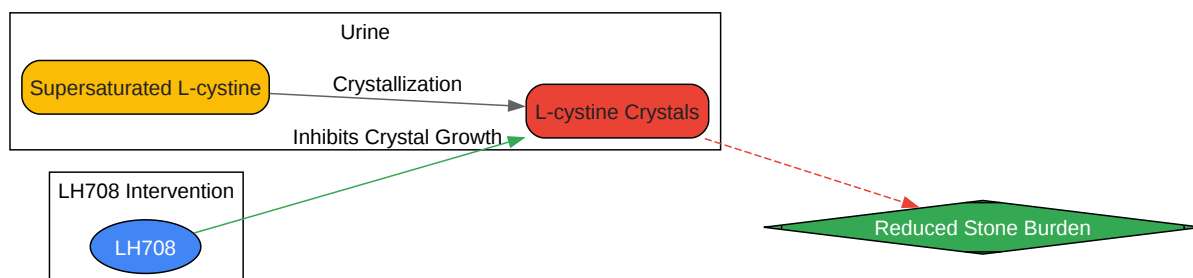 Urine
Supersaturated L-cystine
Crystallization
L-cystine Crystals
Inhibits Crystal Growth
LH708 Intervention
LH708
Reduced Stone Burden